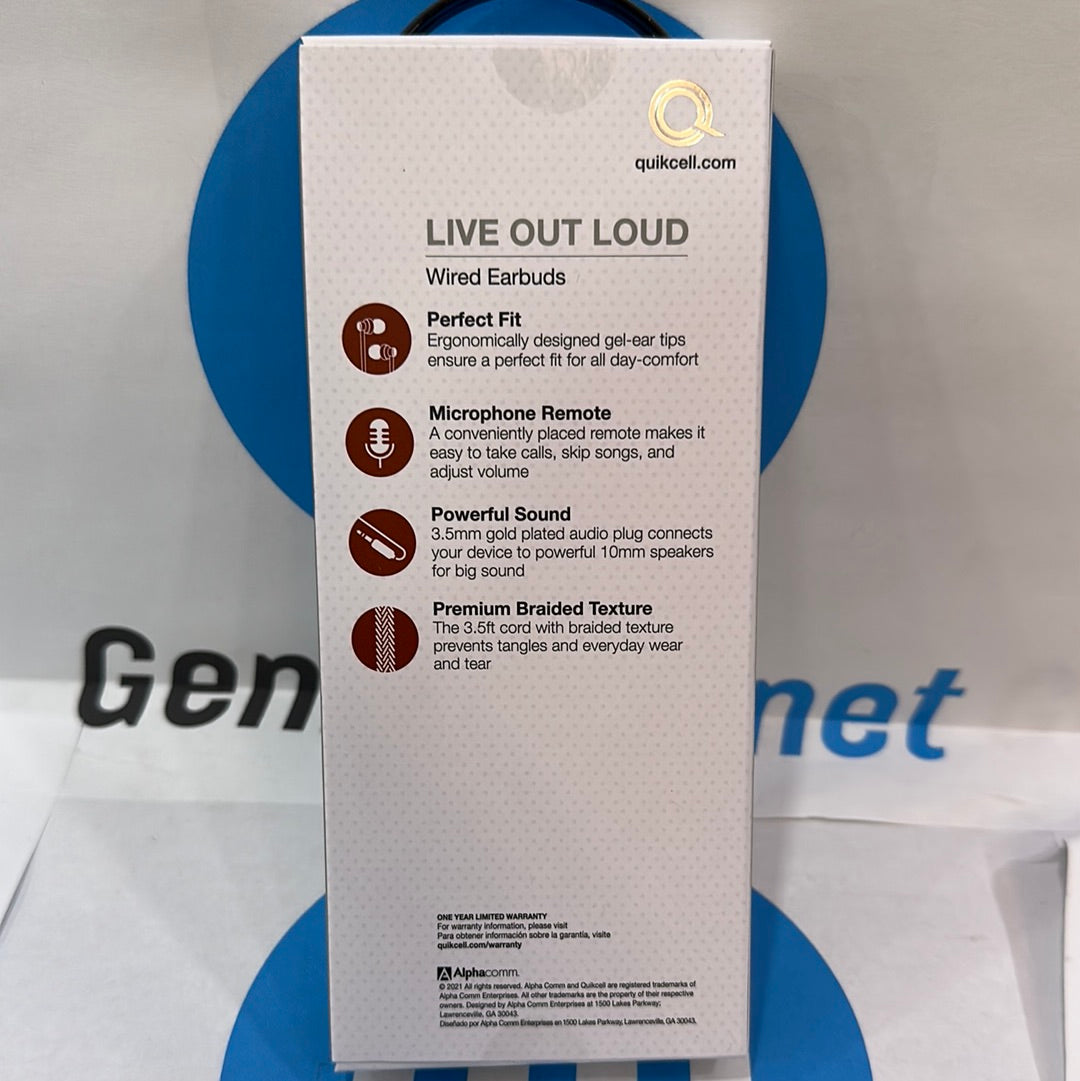 quikcell.com
LIVE OUT LOUD
Wired Earbuds
Perfect Fit
Ergonomically designed gel-ear tips
ensure a perfect fit for all day-comfort
Microphone Remote
A conveniently placed remote makes it
easy to take calls, skip songs, and
adjust volume
Powerful Sound
3.5mm gold plated audio plug connects
your device to powerful 10mm speakers
for big sound
Premium Braided Texture
The 3.5ft cord with braided texture
prevents tangles and everyday wear
and tear
Gen
net
ONE YEAR LIMITED WARRANTY
For warranty information, please visit
Para obtener información sobre la garantía, visite
quikcell.com/warranty
Alphacomm.
© 2021 All rights reserved. Alpha Comm and Quikcell are registered trademarks of
Alpha Comm Enterprises. All other trademarks are the property of their respective
owners. Designed by Alpha Comm Enterprises at 1500 Lakes Parkway,
Lawrenceville, GA 30043.
Diseñado por Alpha Comm Enterprises en 1500 Lakes Parkway, Lawrenceville, GA 30043.